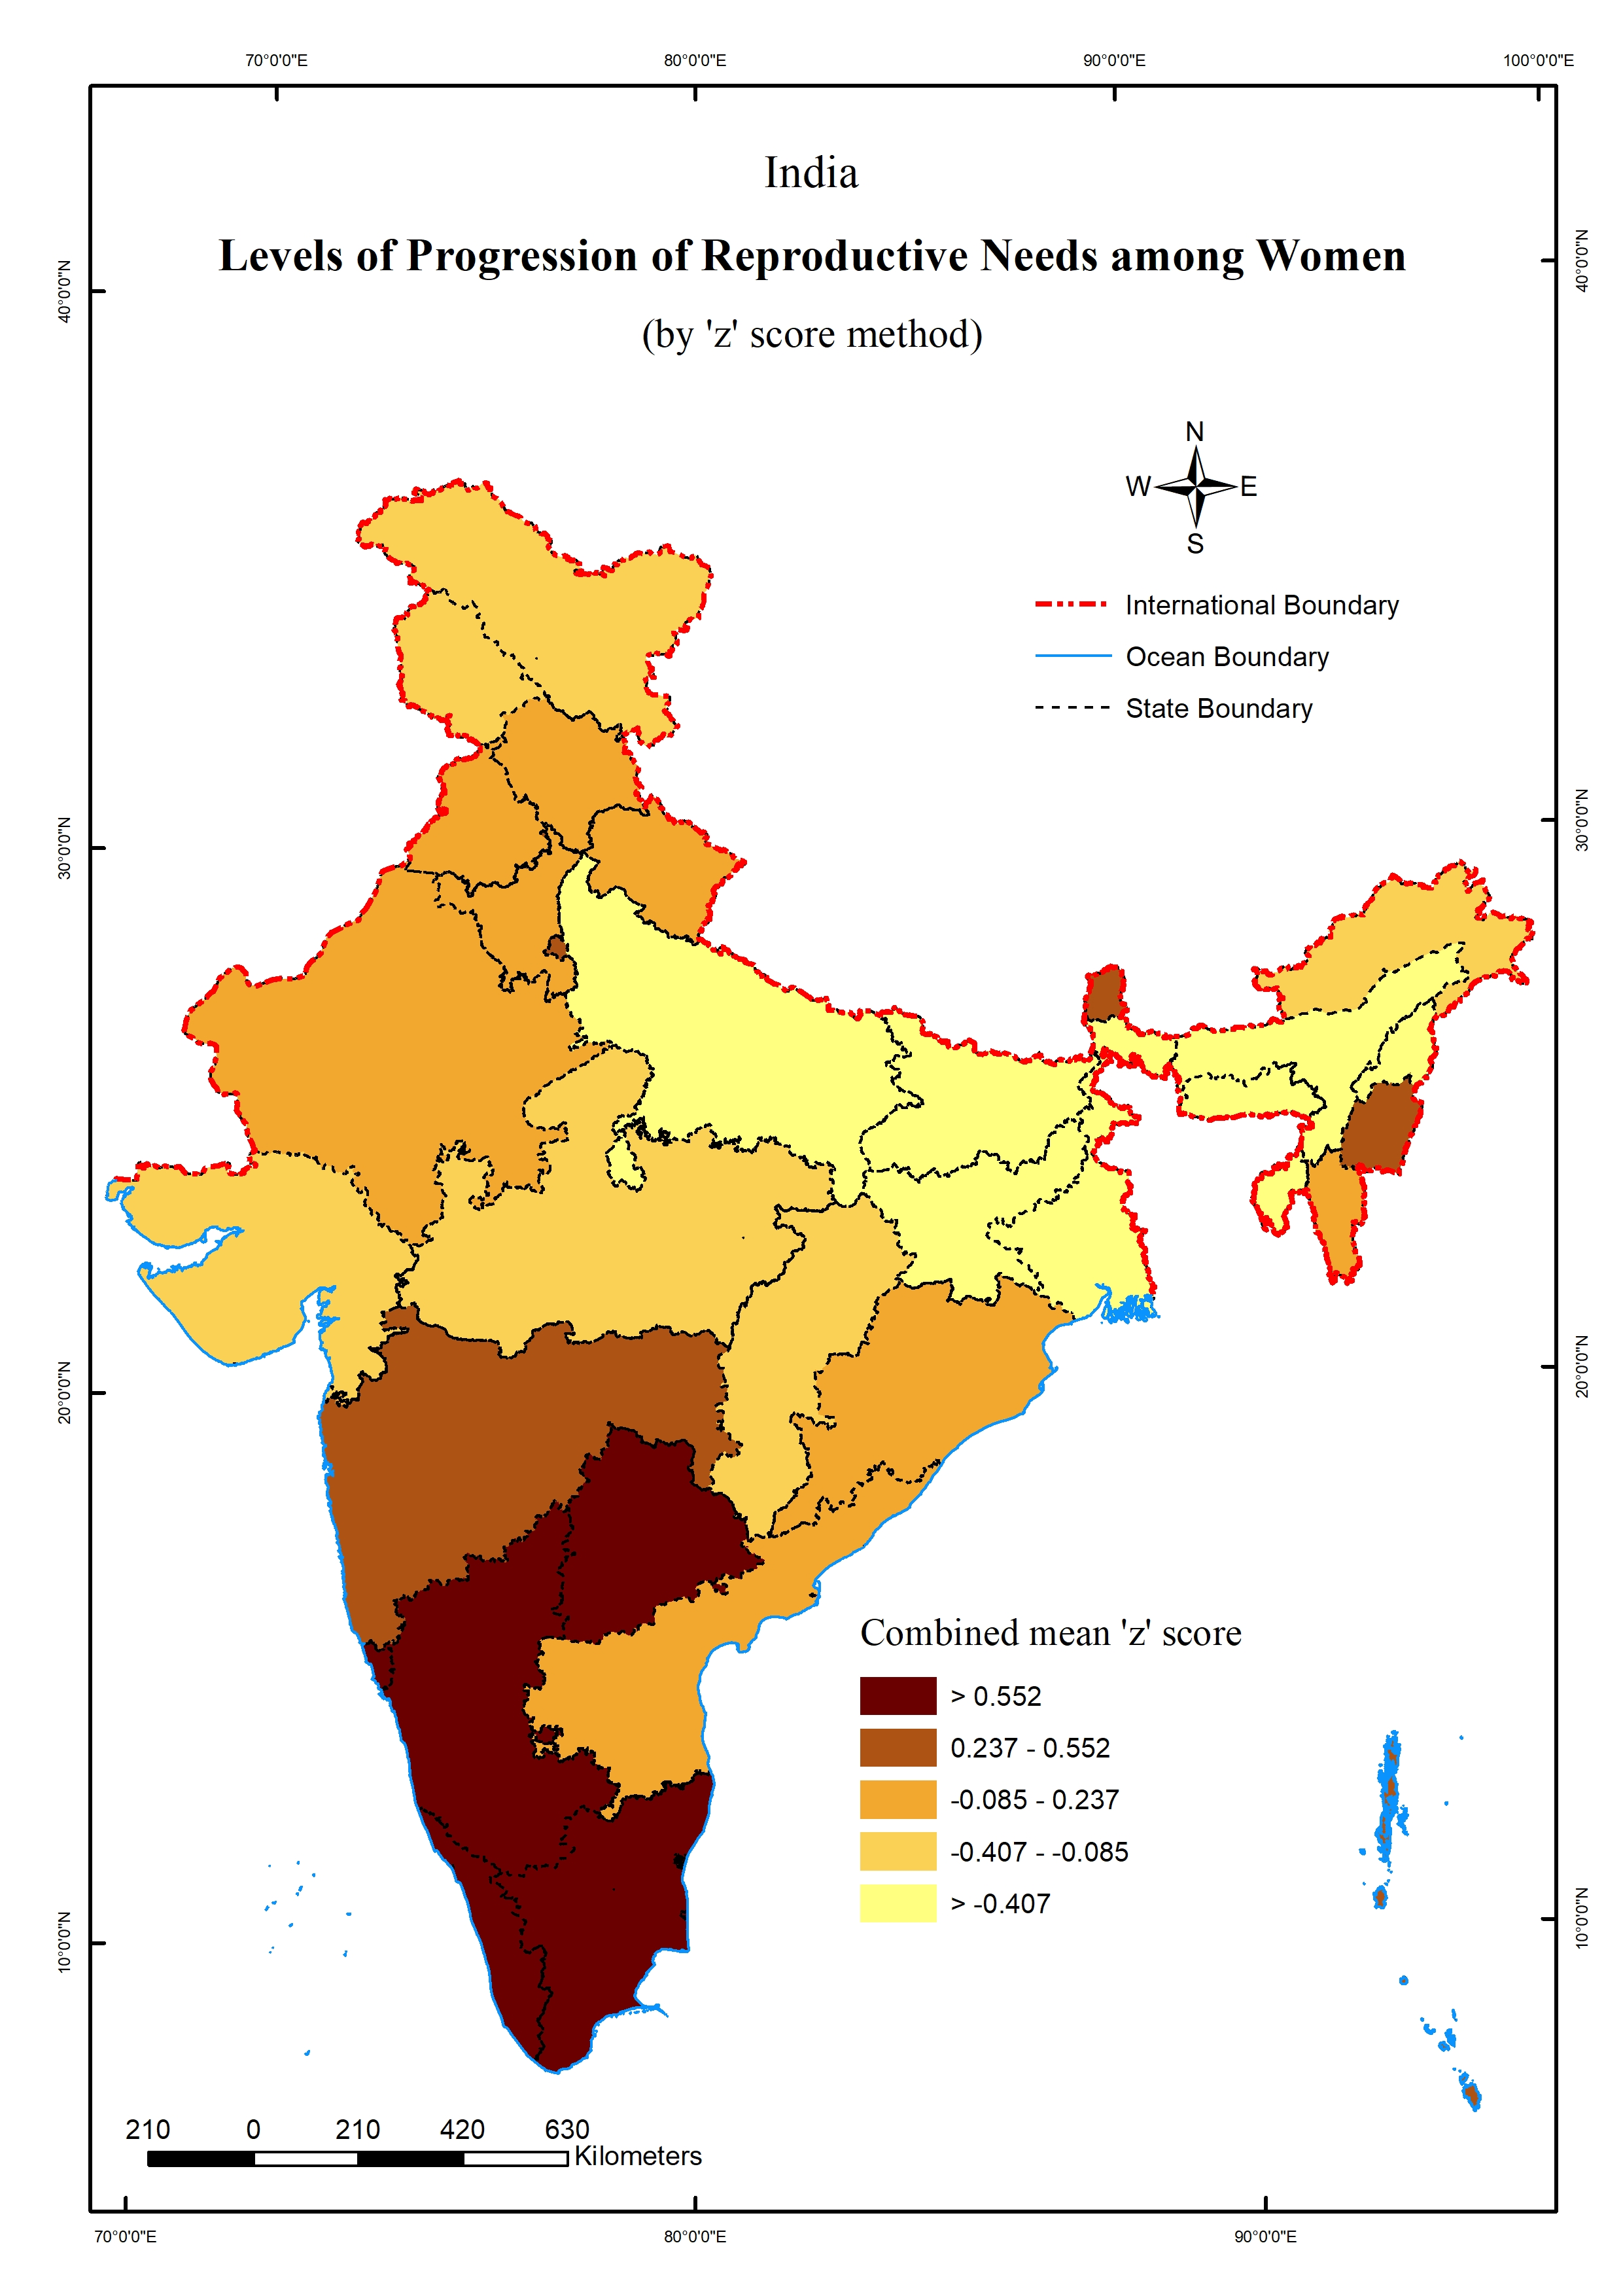 70°0'0"E 80°0'0"E 90°0'0"E 100°0'0"E
India
Levels of Progression of Reproductive Needs among Women
(by 'z' score method)
40°0'0"N
40°0'0"N
N
W E
S
International Boundary
Ocean Boundary
State Boundary
30°0'0"N
30°0'0"N
20°0'0"N
20°0'0"N
Combined mean 'z' score
> 0.552
0.237 - 0.552
-0.085 - 0.237
-0.407 - -0.085
> -0.407
10°0'0"N
10°0'0"N
210 0 210 420 630
Kilometers
70°0'0"E 80°0'0"E 90°0'0"E